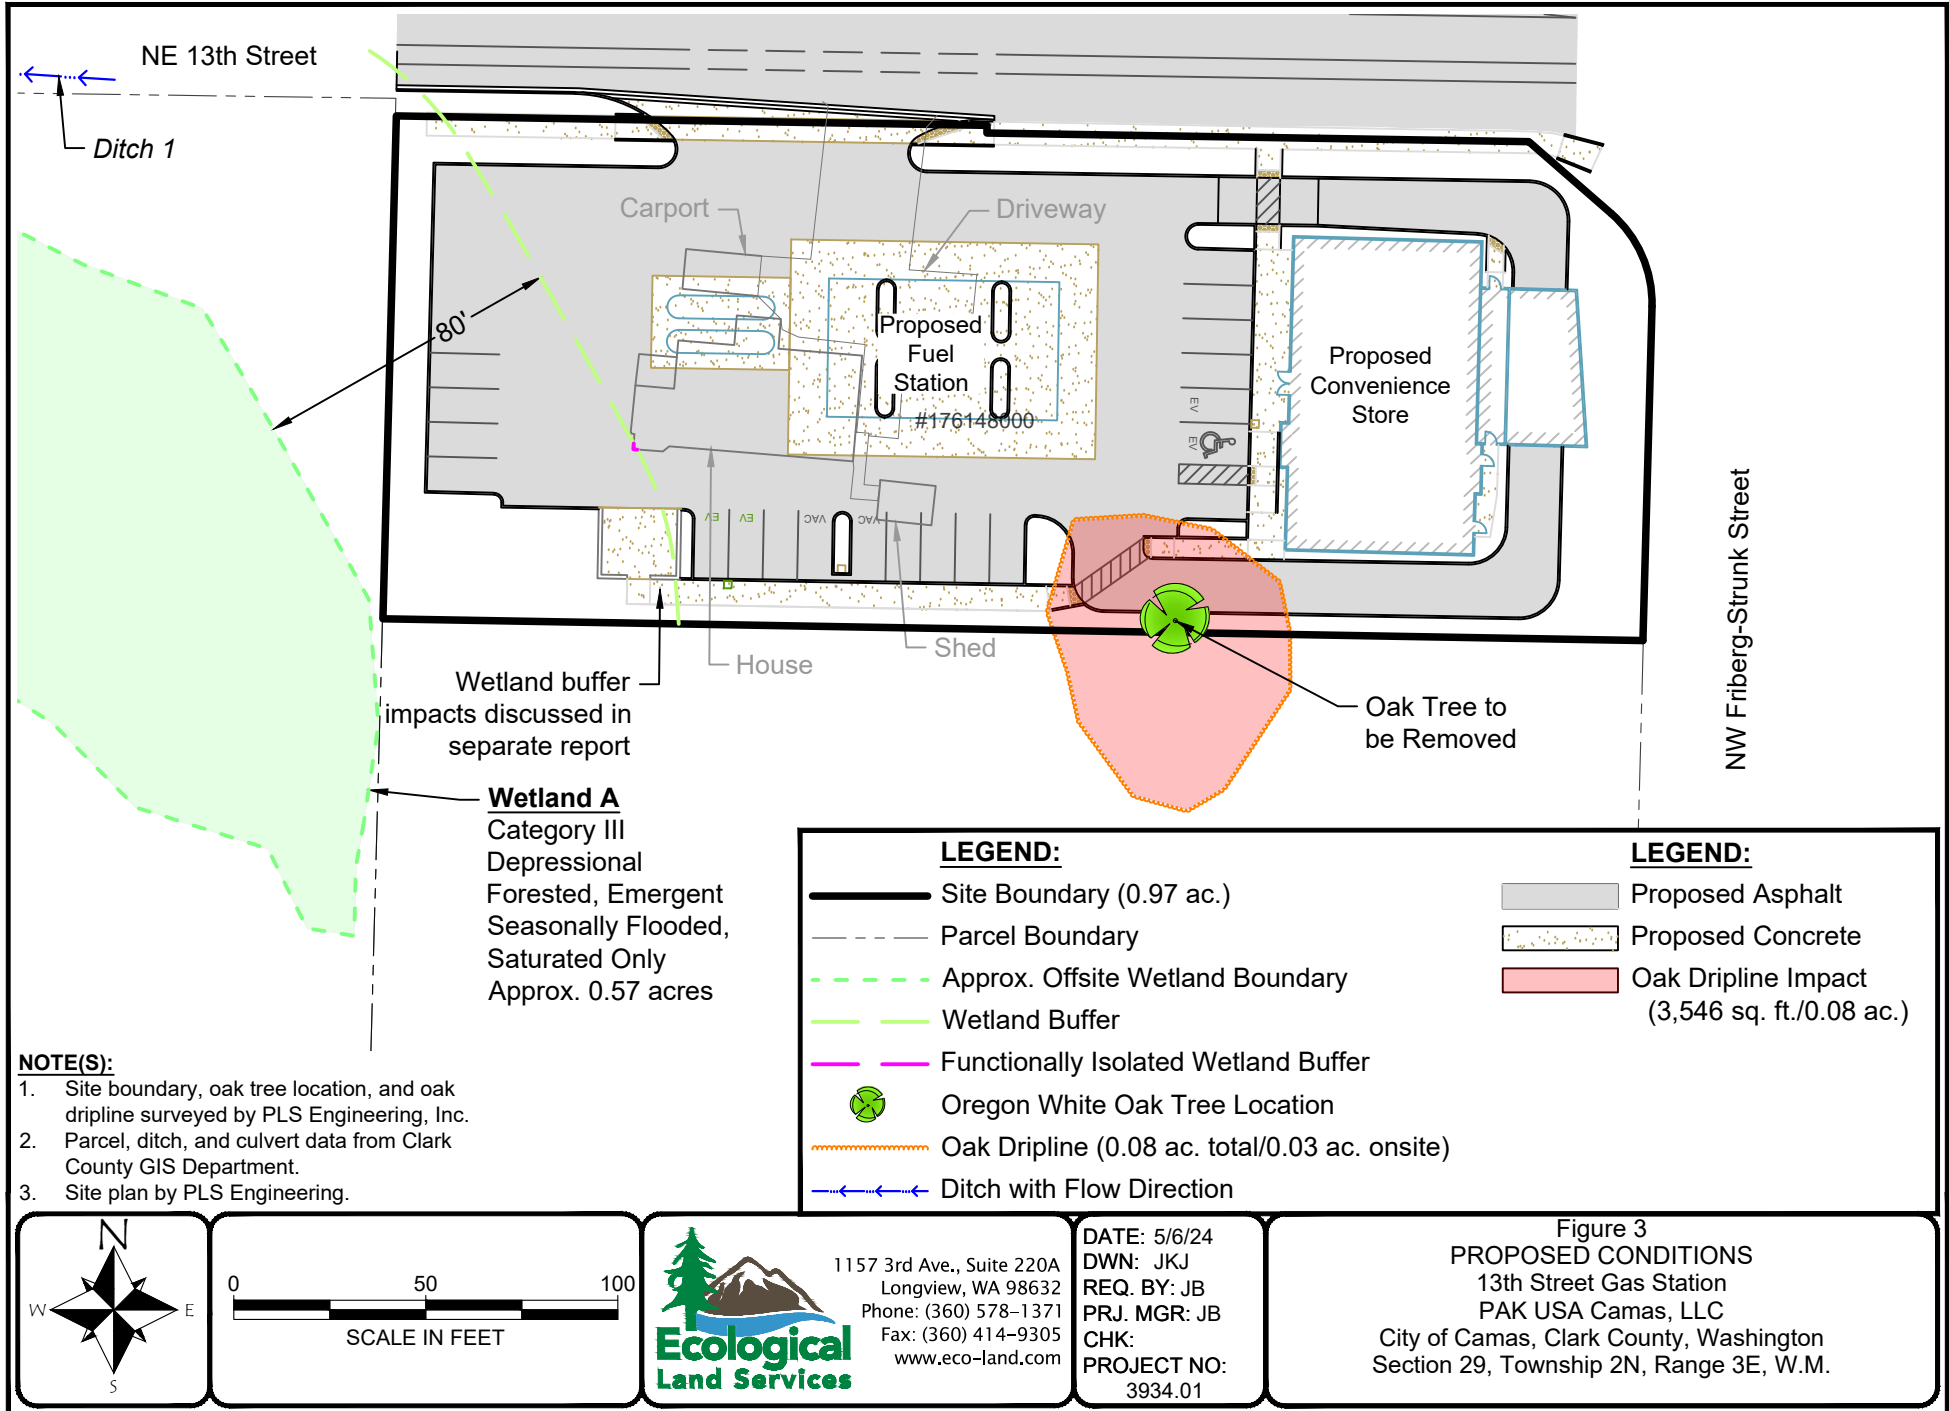 NE 13th Street
Ditch 1
Carport
Driveway
80'
Proposed
Fuel
Station
#176148000
Proposed
Convenience
Store
EV
EV
EV
EV
VAC
VAC
NW Friberg-Strunk Street
House
Shed
Wetland buffer
impacts discussed in
separate report
Oak Tree to
be Removed
Wetland A
Category III
Depressional
Forested, Emergent
Seasonally Flooded,
Saturated Only
Approx. 0.57 acres
LEGEND:
Site Boundary (0.97 ac.)
Parcel Boundary
Approx. Offsite Wetland Boundary
Wetland Buffer
Functionally Isolated Wetland Buffer
Oregon White Oak Tree Location
Oak Dripline (0.08 ac. total/0.03 ac. onsite)
Ditch with Flow Direction
LEGEND:
Proposed Asphalt
Proposed Concrete
Oak Dripline Impact
(3,546 sq. ft./0.08 ac.)
NOTE(S):
1. Site boundary, oak tree location, and oak
dripline surveyed by PLS Engineering, Inc.
2. Parcel, ditch, and culvert data from Clark
County GIS Department.
3. Site plan by PLS Engineering.
N
W E
S
0 50 100
SCALE IN FEET
Ecological
Land Services
1157 3rd Ave., Suite 220A
Longview, WA 98632
Phone: (360) 578-1371
Fax: (360) 414-9305
www.eco-land.com
DATE: 5/6/24
DWN: JKJ
REQ. BY: JB
PRJ. MGR: JB
CHK:
PROJECT NO:
3934.01
Figure 3
PROPOSED CONDITIONS
13th Street Gas Station
PAK USA Camas, LLC
City of Camas, Clark County, Washington
Section 29, Township 2N, Range 3E, W.M.